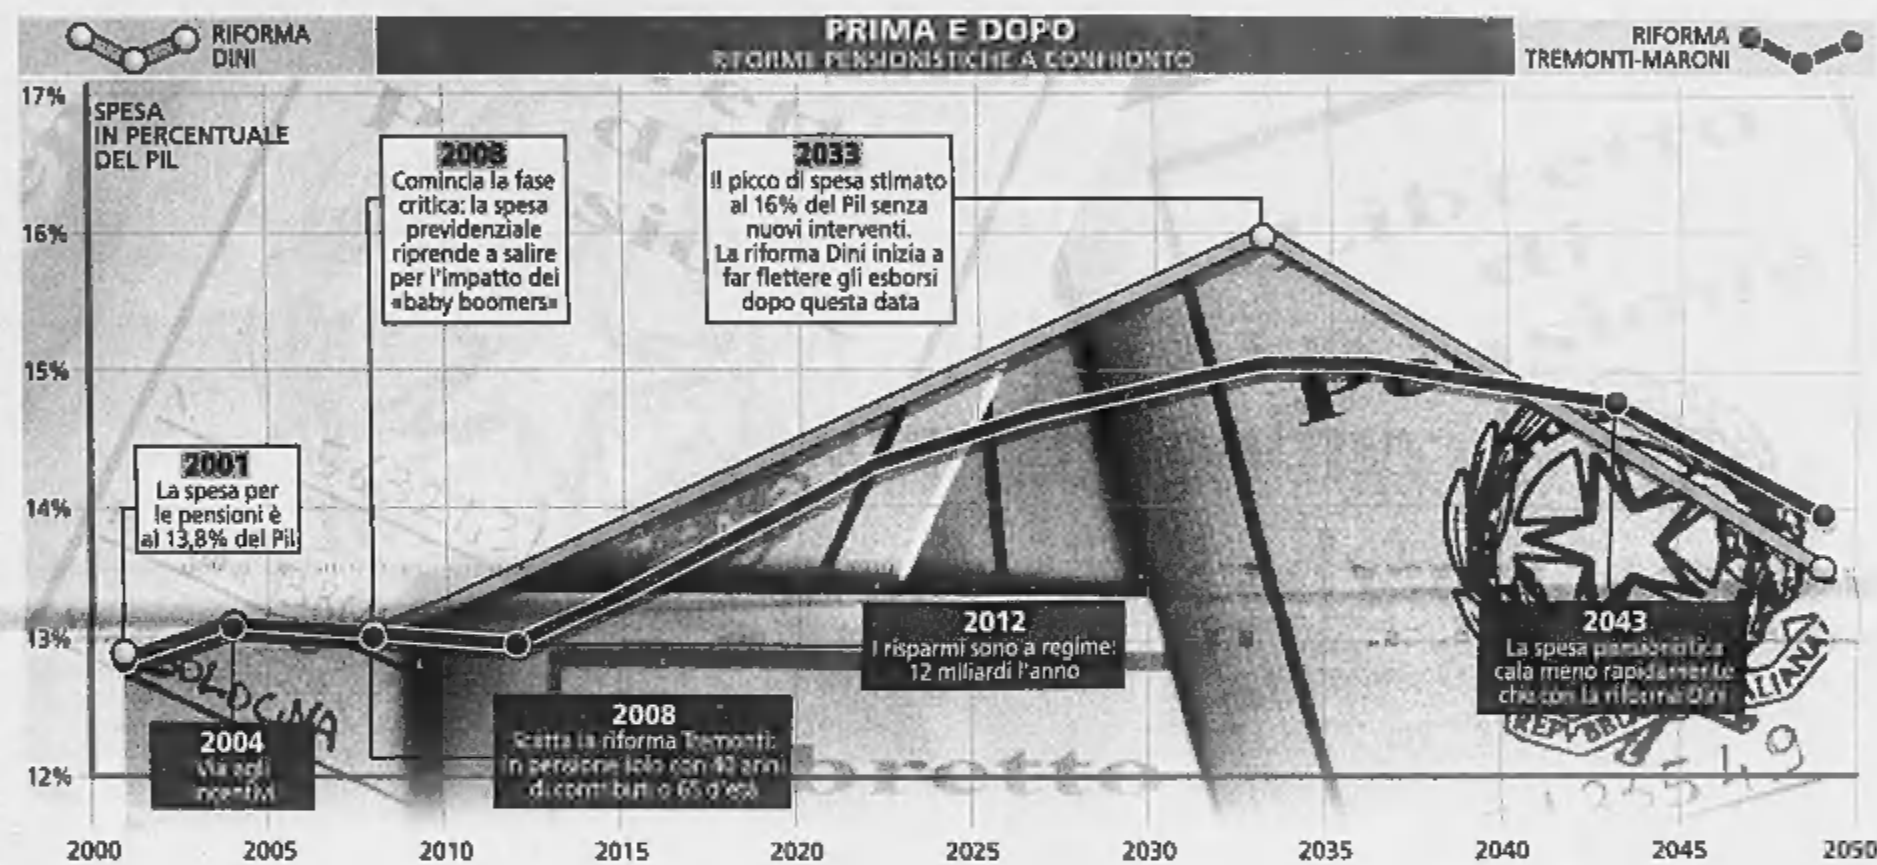 RIFORMA
DINI
PRIMA E DOPO
RIFORME PENSIONISTICHE A CONFRONTO
RIFORMA
TREMONTI-MARONI
17%
16%
15%
14%
13%
12%
SPESA
IN PERCENTUALE
DEL PIL
2001
La spesa per
le pensioni è
al 13,8% del Pil
2008
Comincia la fase
critica: la spesa
previdenziale
riprende a salire
per l'impatto dei
«baby boomers»
2033
Il picco di spesa stimato
al 16% del Pil senza
nuovi interventi.
La riforma Dini inizia a
far flettere gli esborsi
dopo questa data
2004
Via agli
incentivi
2008
Scatta la riforma Tremonti:
in pensione solo con 40 anni
di contributi o 65 d'età
2012
I risparmi sono a regime:
12 miliardi l'anno
2043
La spesa pensionistica
cala meno rapidamente
che con la riforma Dini
2000 2005 2010 2015 2020 2025 2030 2035 2040 2045 2050